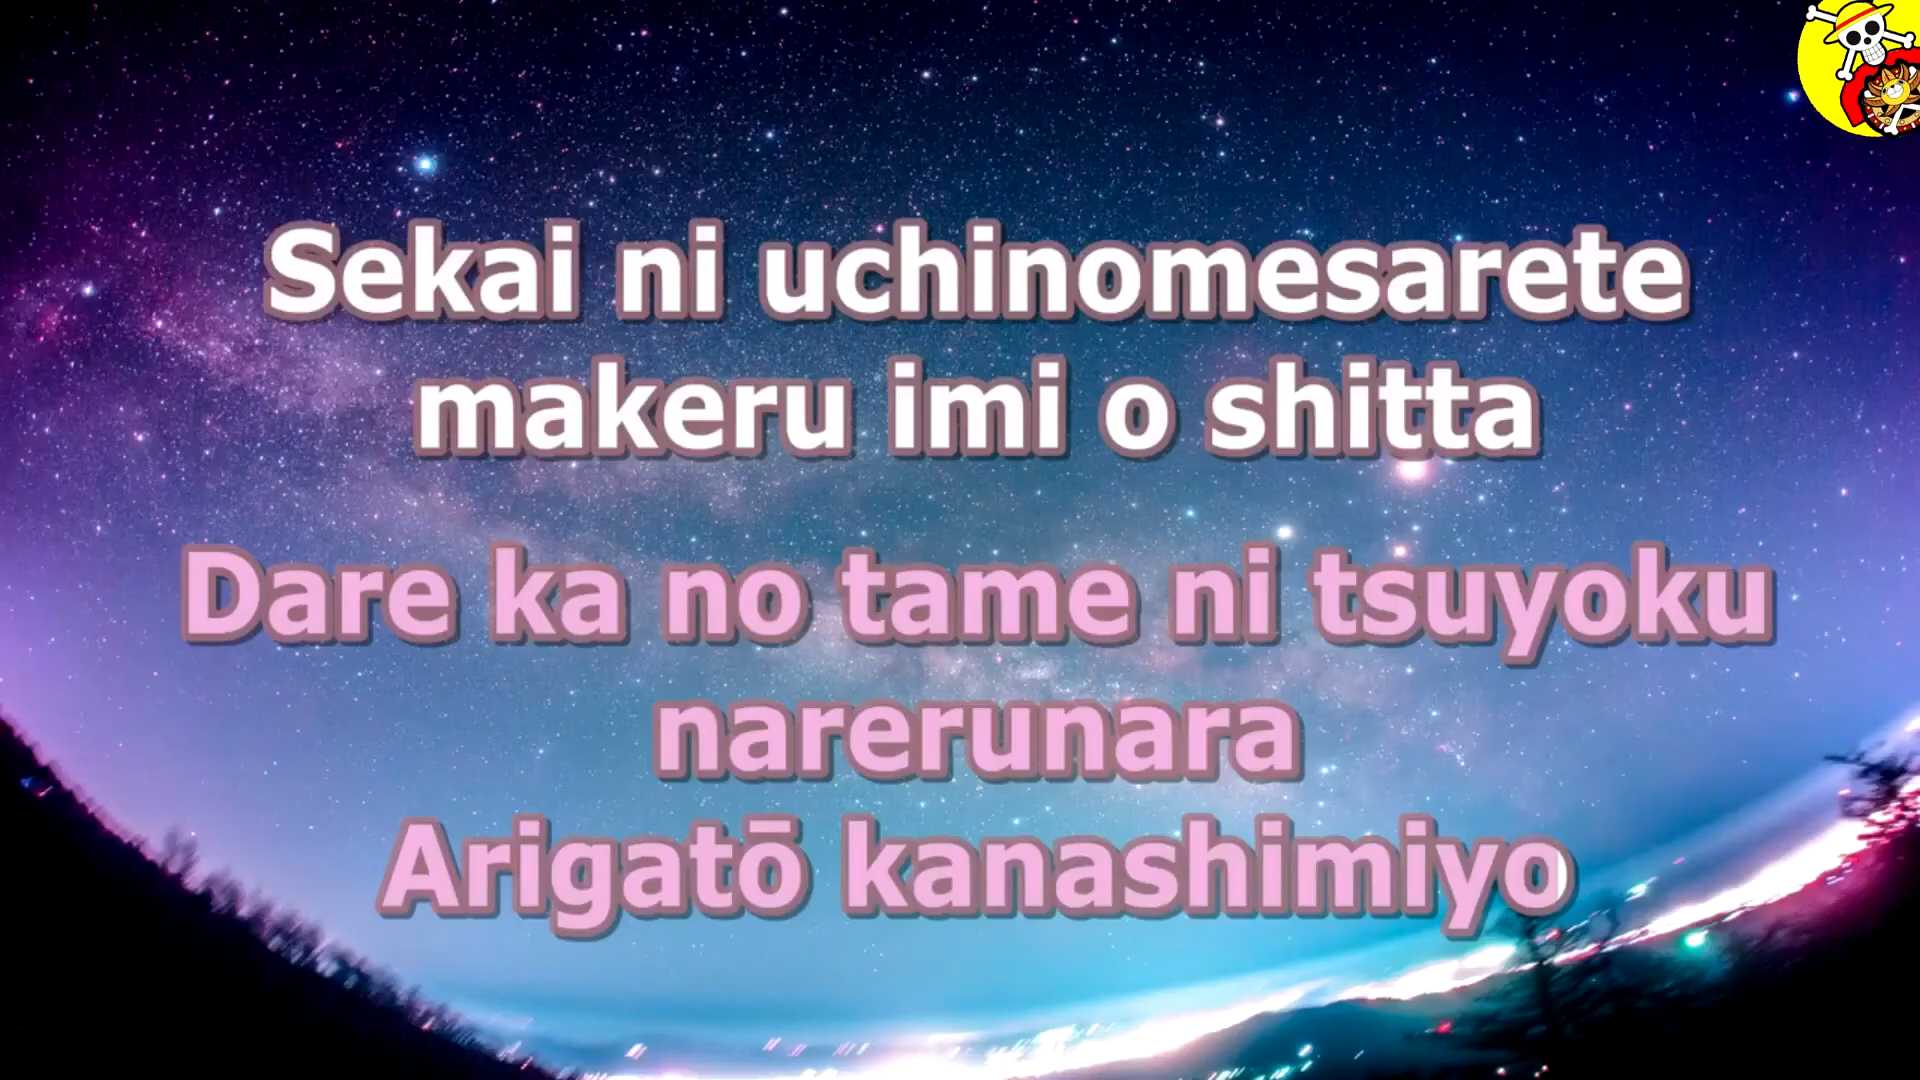 Sekai ni uchinomesarete
makeru imi o shitta
Dare ka no tame ni tsuyoku
narerunara
Arigatō kanashimiyo